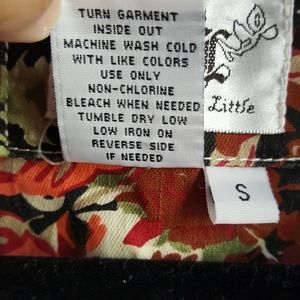 TURN GARMENT
INSIDE OUT
MACHINE WASH COLD
WITH LIKE COLORS
USE ONLY
NON-CHLORINE
BLEACH WHEN NEEDED
TUMBLE DRY LOW
LOW IRON ON
REVERSE SIDE
IF NEEDED
Little
S